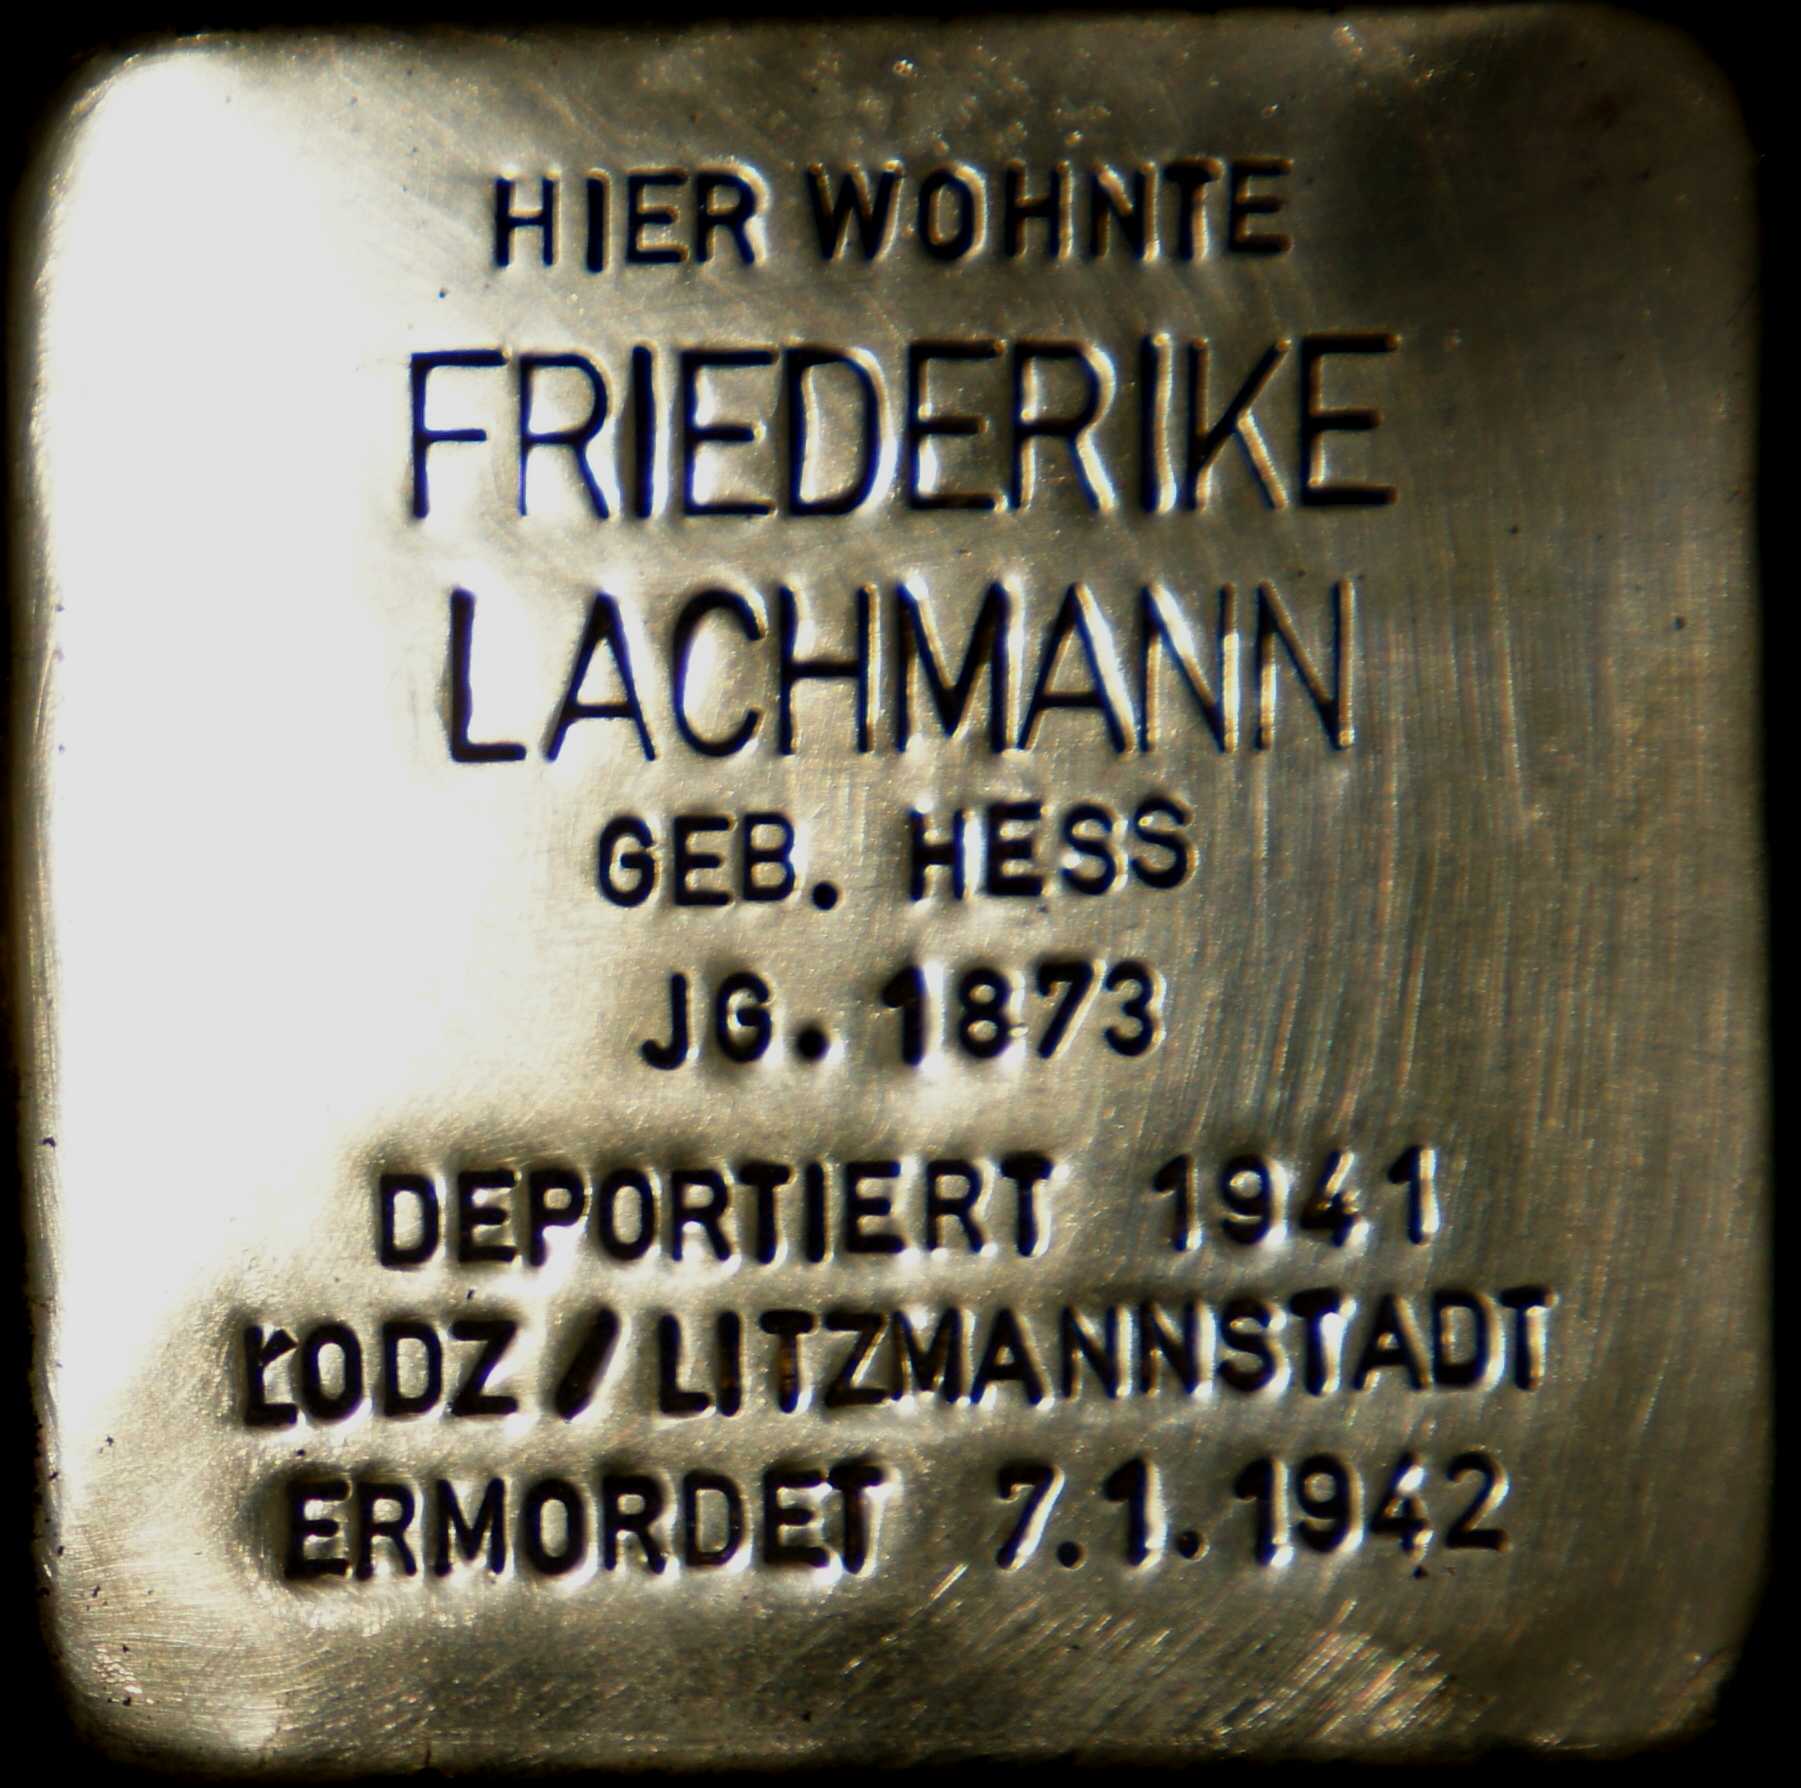 HIER WOHNTE
FRIEDERIKE
LACHMANN
GEB. HESS
JG. 1873
DEPORTIERT 1941
ŁODZ/LITZMANNSTADT
ERMORDET 7.1.1942